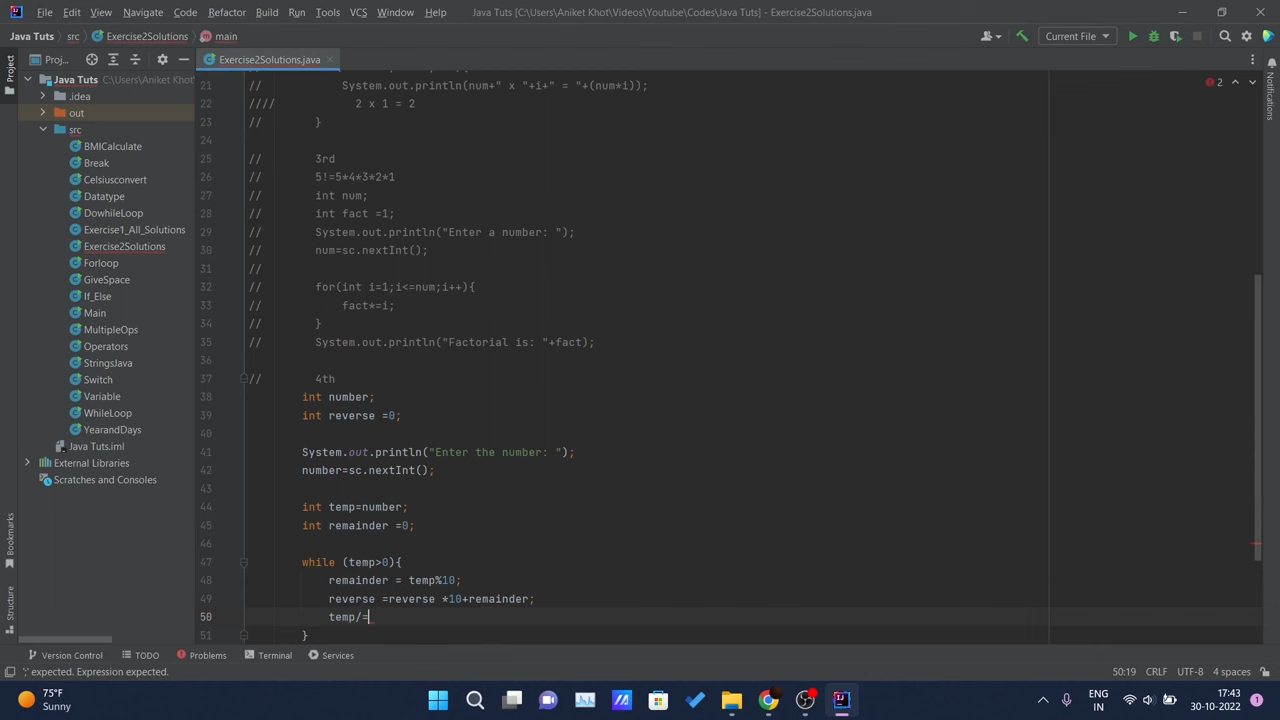 File Edit View Navigate Code Refactor Build Run Tools VCS Window Help Java Tuts [C:\Users\Aniket Khot\Videos\Youtube\Codes\Java Tuts] - Exercise2Solutions.java
Java Tuts src Exercise2Solutions main Current File
Proj... Exercise2Solutions.java
Project
Java Tuts C:\Users\Aniket Khot\
.idea
out
src
BMICalculate
Break
Celsiusconvert
Datatype
DowhileLoop
Exercise1_All_Solutions
Exercise2Solutions
Forloop
GiveSpace
If_Else
Main
MultipleOps
Operators
StringsJava
Switch
Variable
WhileLoop
YearandDays
Java Tuts.iml
External Libraries
Scratches and Consoles
Bookmarks
Structure
Notifications
2
21 // System.out.println(num+" x "+i+" = "+(num*i));
22 //// 2 x 1 = 2
23 // }
24
25 // 3rd
26 // 5!=5*4*3*2*1
27 // int num;
28 // int fact =1;
29 // System.out.println("Enter a number: ");
30 // num=sc.nextInt();
31 //
32 // for(int i=1;i<=num;i++){
33 // fact*=i;
34 // }
35 // System.out.println("Factorial is: "+fact);
36
37 // 4th
38 int number;
39 int reverse =0;
40
41 System.out.println("Enter the number: ");
42 number=sc.nextInt();
43
44 int temp=number;
45 int remainder =0;
46
47 while (temp>0){
48 remainder = temp%10;
49 reverse =reverse *10+remainder;
50 temp/=
51 }
Version Control TODO Problems Terminal Services
';' expected. Expression expected. 50:19 CRLF UTF-8 4 spaces
75°F
Sunny
ENG
IN
17:43
30-10-2022
1